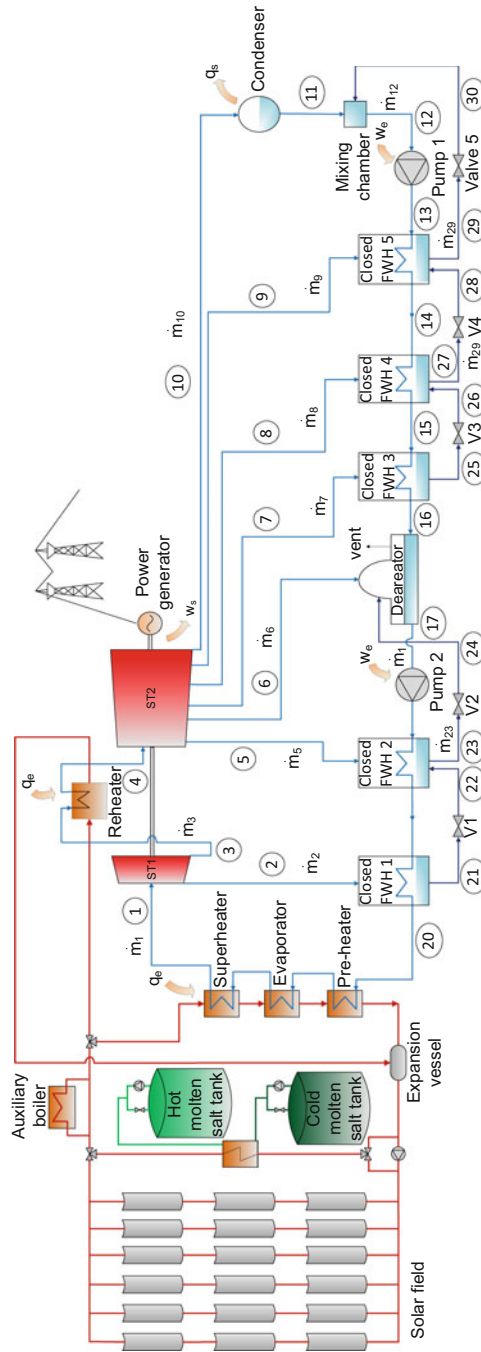 Solar field
Auxiliary
boiler
Hot
molten
salt tank
Cold
molten
salt tank
Expansion
vessel
qe
Superheater
Evaporator
Pre-heater
ṁ1
1
qe
Reheater
ST1
ṁ3
3
4
2
ṁ2
ST2
Power
generator
ws
5
ṁ5
6
ṁ6
7
ṁ7
8
ṁ8
9
ṁ9
10
ṁ10
qs
Condenser
11
Mixing
chamber
ṁ12
12
we
Pump 1
13
Closed
FWH 5
14
Closed
FWH 4
15
Closed
FWH 3
16
vent
Deareator
17
we
ṁ1
Pump 2
Closed
FWH 2
Closed
FWH 1
20
21
V1
22
23
ṁ23
V2
24
25
V3
26
27
ṁ29
V4
28
29
ṁ29
Valve 5
30